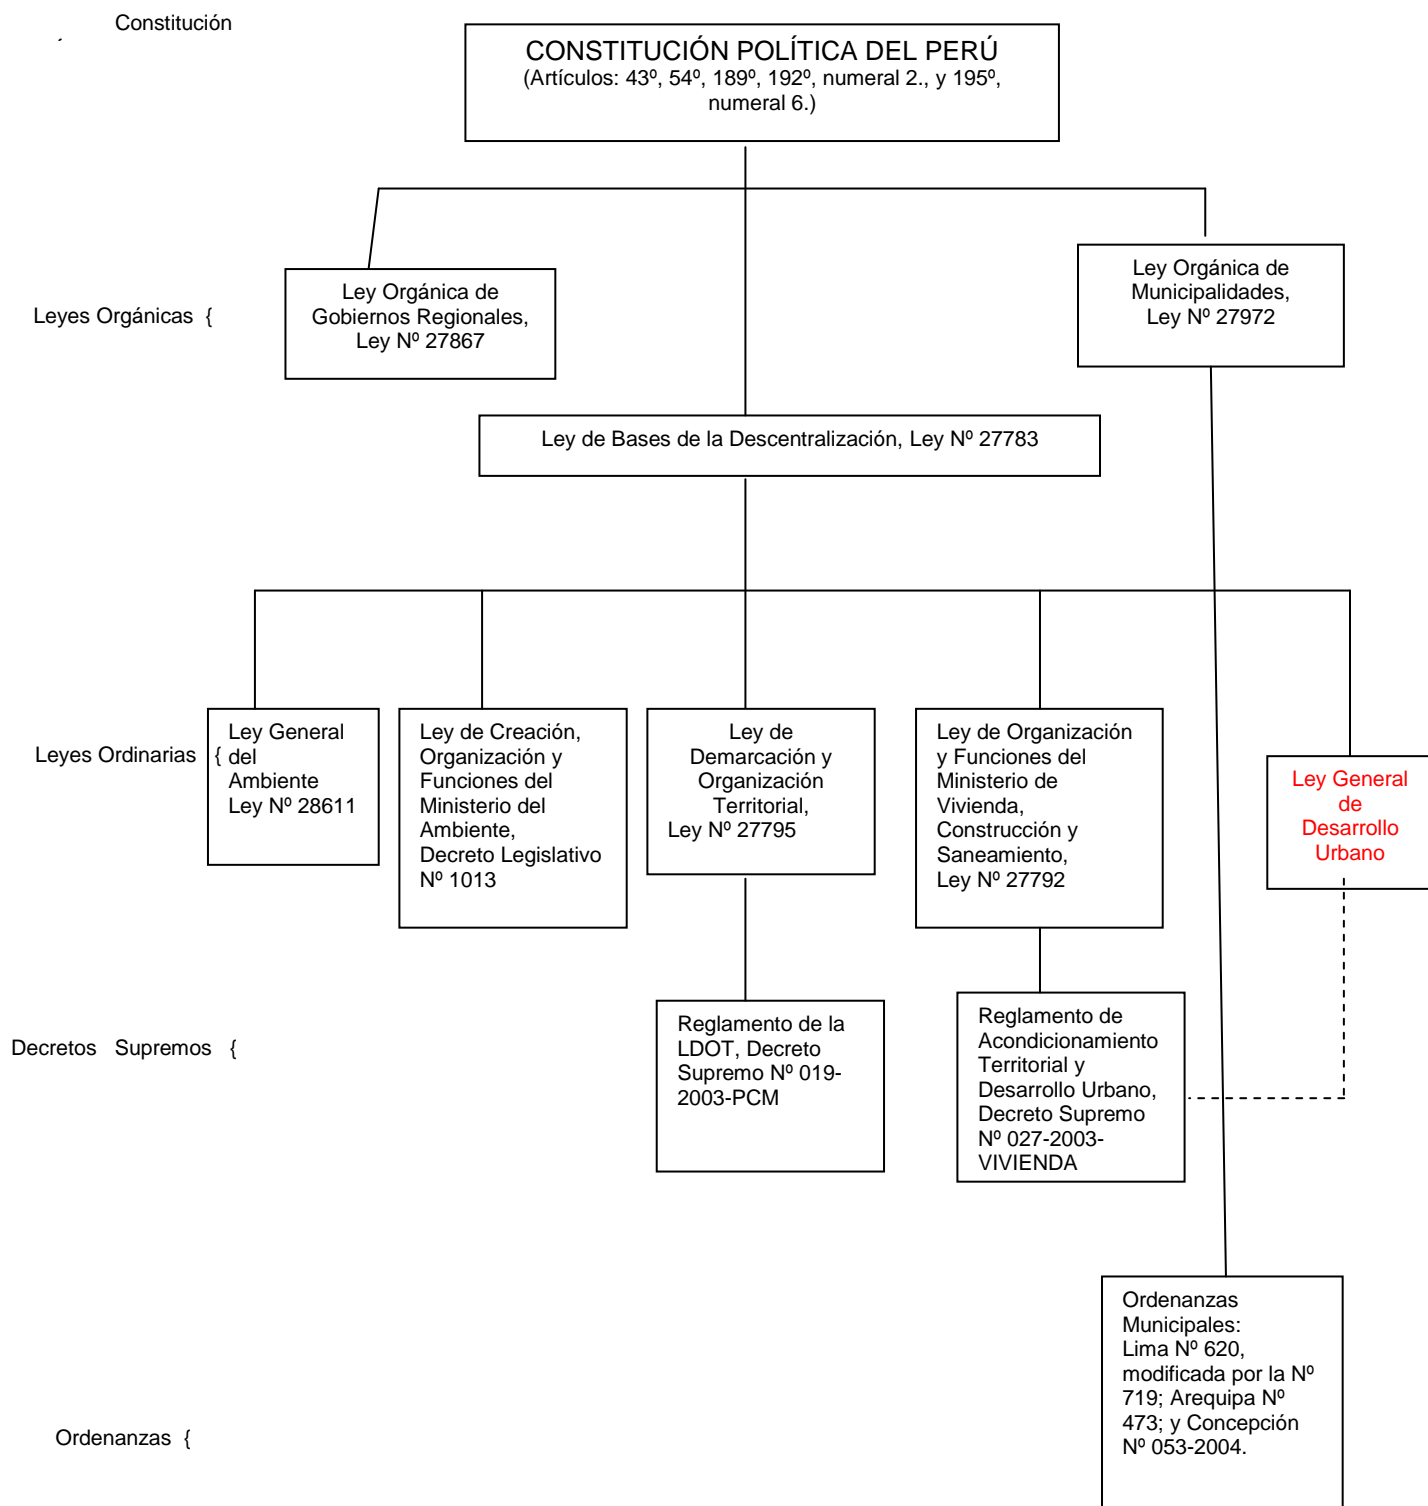 Constitución
CONSTITUCIÓN POLÍTICA DEL PERÚ
(Artículos: 43º, 54º, 189º, 192º, numeral 2., y 195º,
numeral 6.)
Leyes Orgánicas {
Ley Orgánica de
Gobiernos Regionales,
Ley Nº 27867
Ley Orgánica de
Municipalidades,
Ley Nº 27972
Ley de Bases de la Descentralización, Ley Nº 27783
Leyes Ordinarias {
Ley General
del
Ambiente
Ley Nº 28611
Ley de Creación,
Organización y
Funciones del
Ministerio del
Ambiente,
Decreto Legislativo
Nº 1013
Ley de
Demarcación y
Organización
Territorial,
Ley Nº 27795
Ley de Organización
y Funciones del
Ministerio de
Vivienda,
Construcción y
Saneamiento,
Ley Nº 27792
Ley General
de
Desarrollo
Urbano
Decretos Supremos {
Reglamento de la
LDOT, Decreto
Supremo Nº 019-
2003-PCM
Reglamento de
Acondicionamiento
Territorial y
Desarrollo Urbano,
Decreto Supremo
Nº 027-2003-
VIVIENDA
Ordenanzas {
Ordenanzas
Municipales:
Lima Nº 620,
modificada por la Nº
719; Arequipa Nº
473; y Concepción
Nº 053-2004.